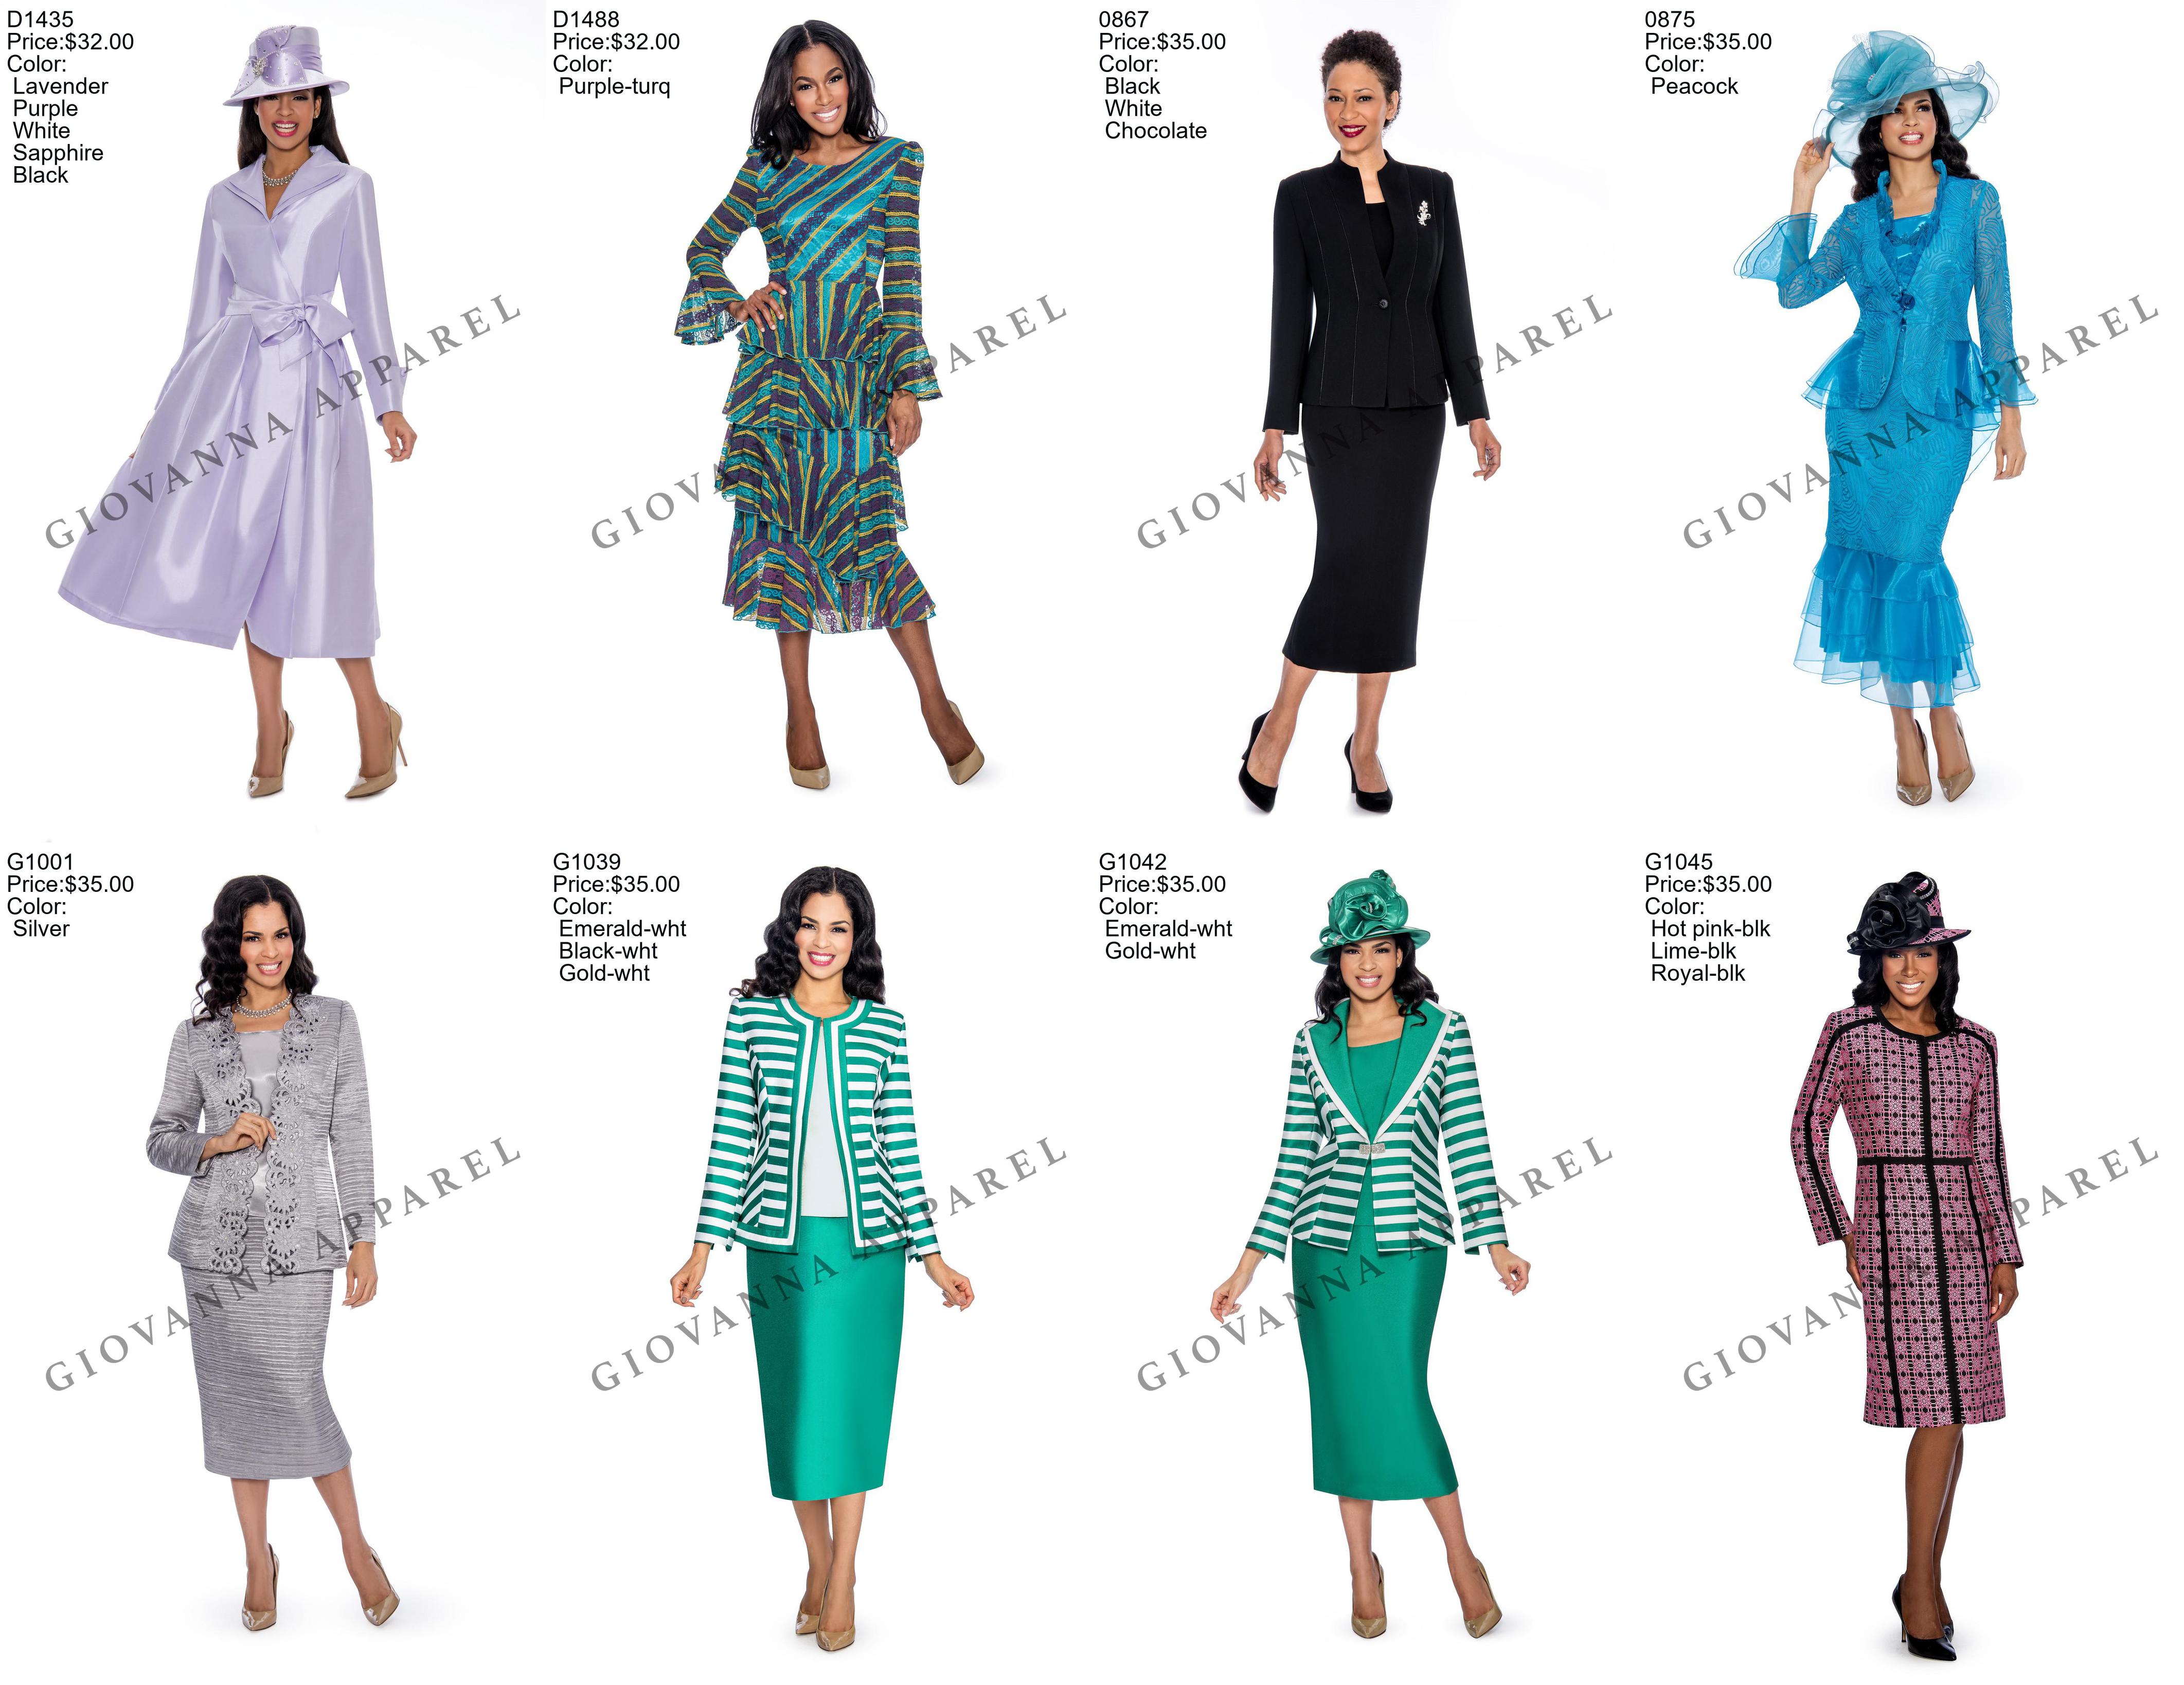 D1435
Price:$32.00
Color:
Lavender
Purple
White
Sapphire
Black
GIOVANNA APPAREL
D1488
Price:$32.00
Color:
Purple-turq
GIOVANNA APPAREL
0867
Price:$35.00
Color:
Black
White
Chocolate
GIOVANNA APPAREL
0875
Price:$35.00
Color:
Peacock
GIOVANNA APPAREL
G1001
Price:$35.00
Color:
Silver
GIOVANNA APPAREL
G1039
Price:$35.00
Color:
Emerald-wht
Black-wht
Gold-wht
GIOVANNA APPAREL
G1042
Price:$35.00
Color:
Emerald-wht
Gold-wht
GIOVANNA APPAREL
G1045
Price:$35.00
Color:
Hot pink-blk
Lime-blk
Royal-blk
GIOVANNA APPAREL